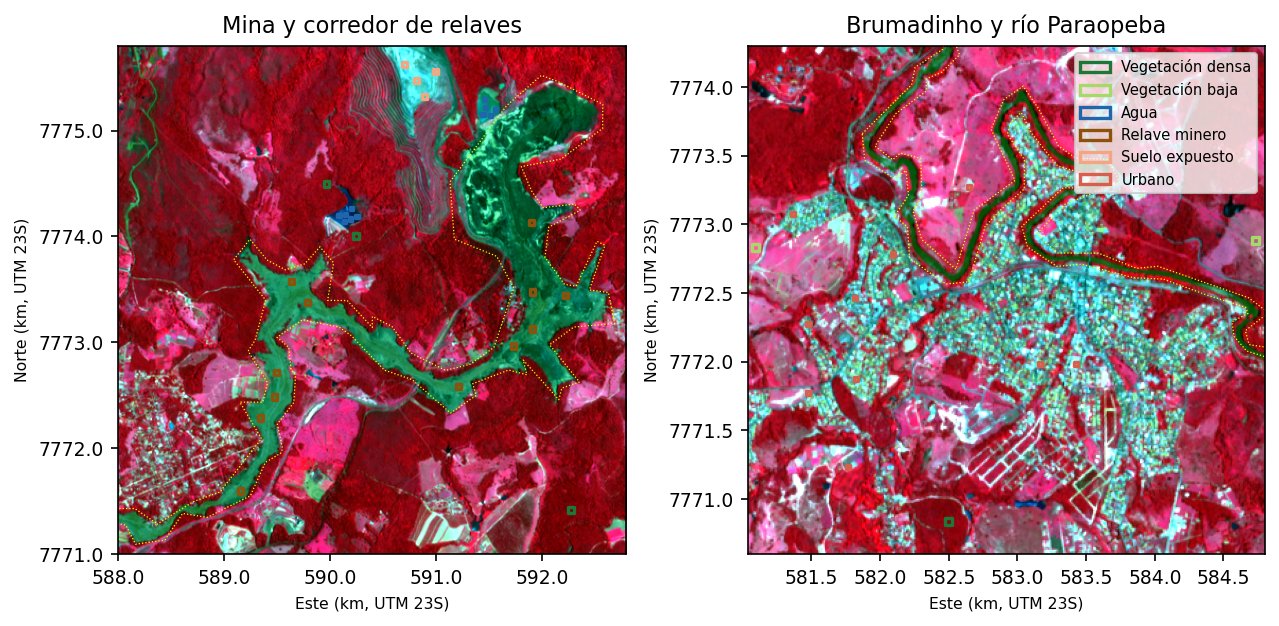 Mina y corredor de relaves
7775.0
7774.0
7773.0
7772.0
7771.0
Norte (km, UTM 23S)
588.0 589.0 590.0 591.0 592.0
Este (km, UTM 23S)
Brumadinho y río Paraopeba
Vegetación densa
Vegetación baja
Agua
Relave minero
Suelo expuesto
Urbano
7774.0
7773.5
7773.0
7772.5
7772.0
7771.5
7771.0
Norte (km, UTM 23S)
581.5 582.0 582.5 583.0 583.5 584.0 584.5
Este (km, UTM 23S)